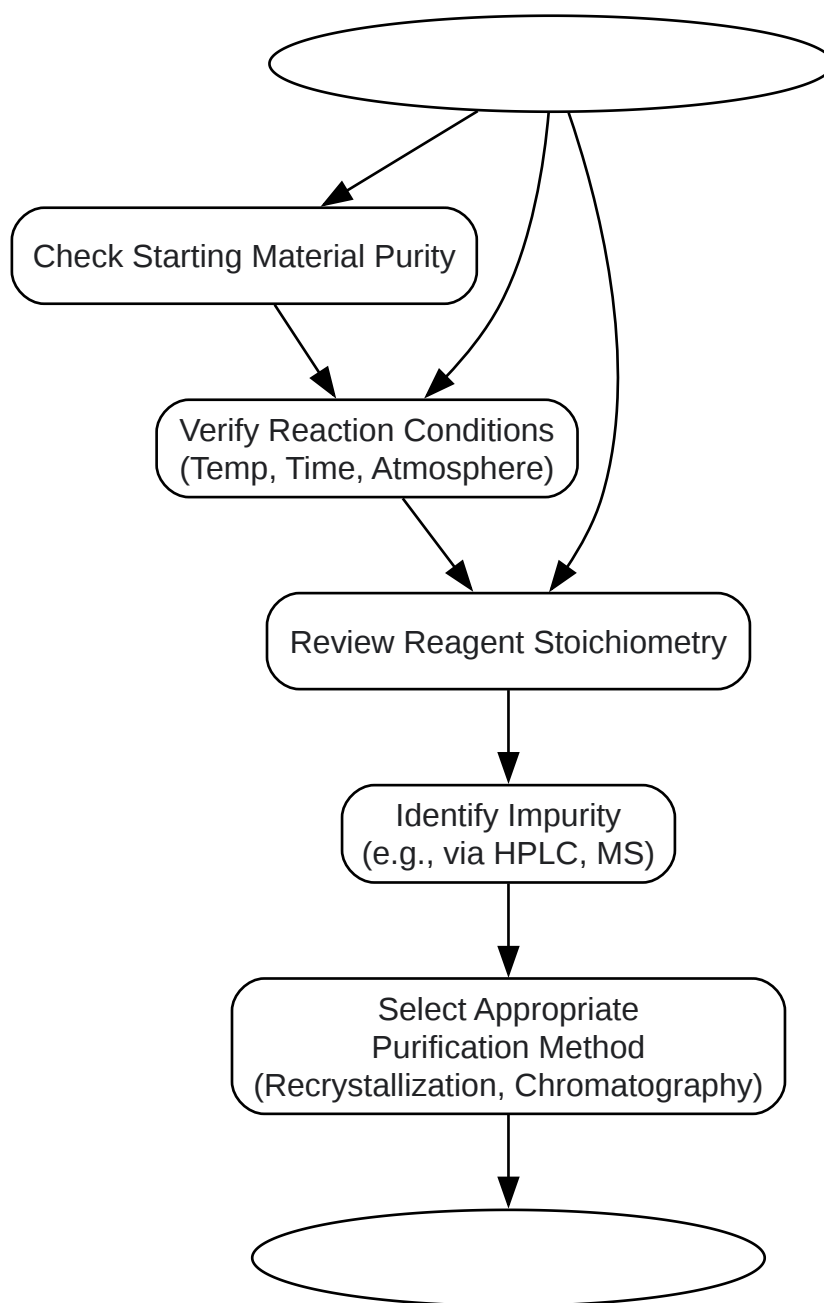 Check Starting Material Purity
Verify Reaction Conditions
(Temp, Time, Atmosphere)
Review Reagent Stoichiometry
Identify Impurity
(e.g., via HPLC, MS)
Select Appropriate
Purification Method
(Recrystallization, Chromatography)